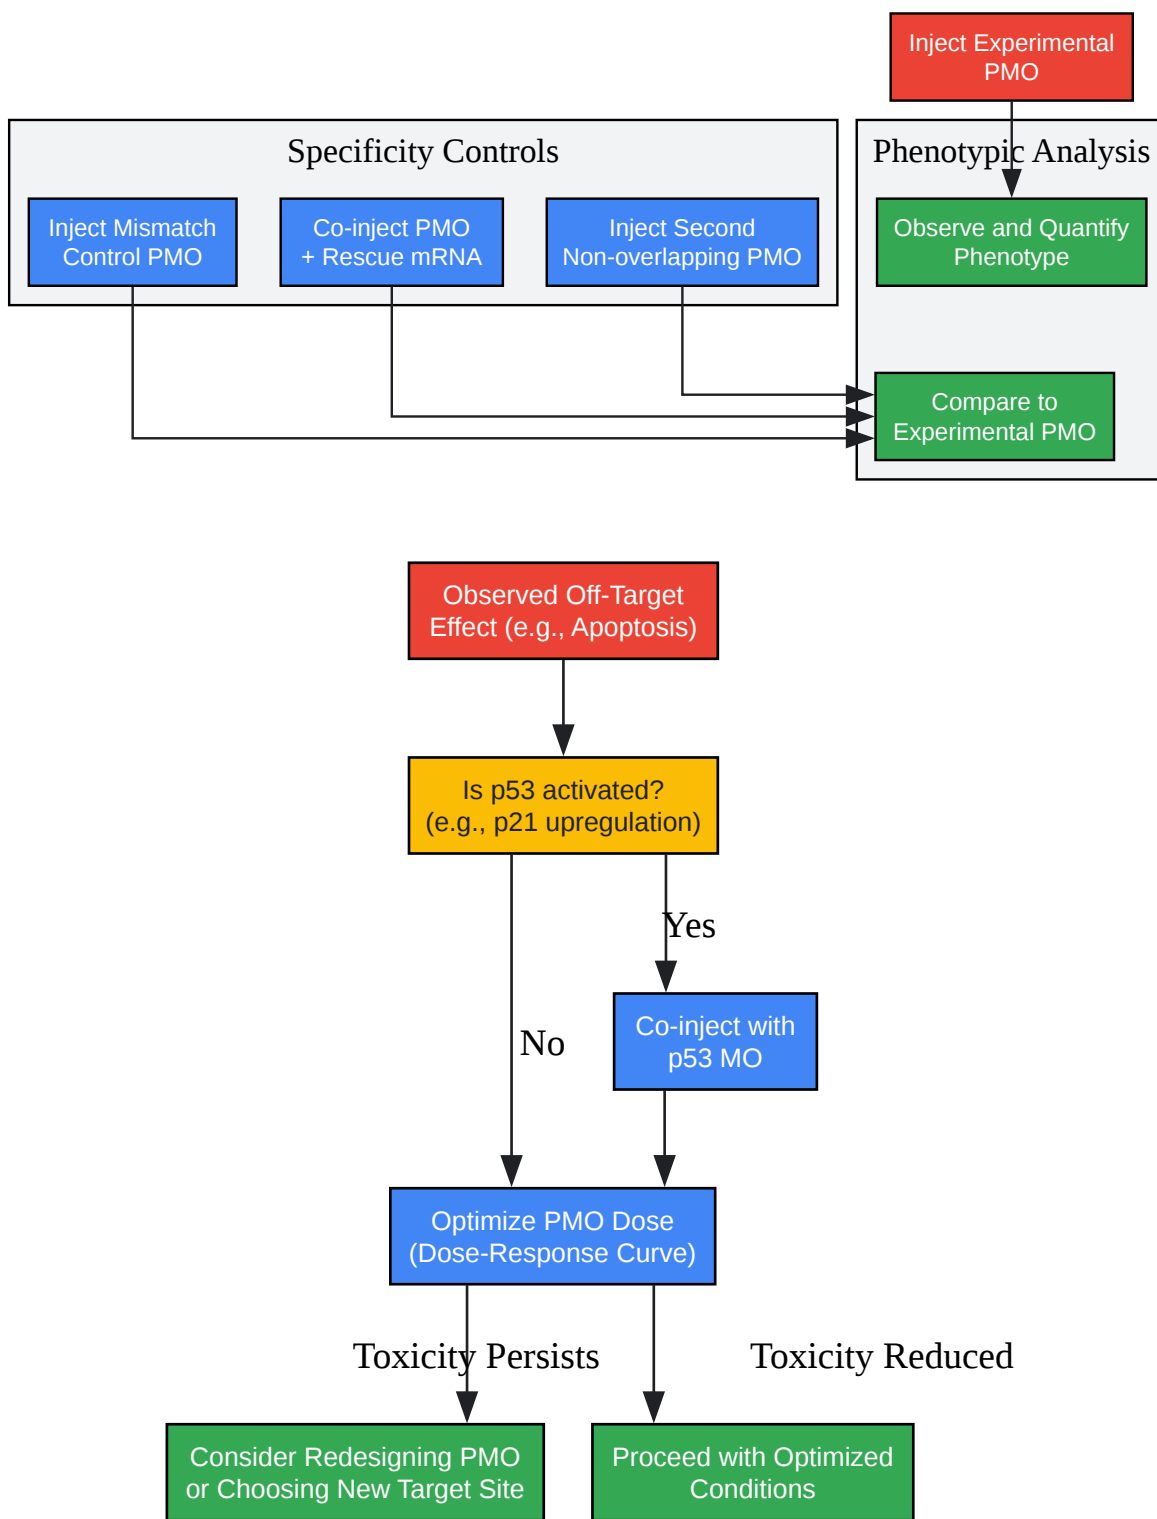 Inject Experimental
PMO
Specificity Controls
Phenotypic Analysis
Inject Mismatch
Control PMO
Co-inject PMO
+ Rescue mRNA
Inject Second
Non-overlapping PMO
Observe and Quantify
Phenotype
Compare to
Experimental PMO
Observed Off-Target
Effect (e.g., Apoptosis)
Is p53 activated?
(e.g., p21 upregulation)
Yes
No
Co-inject with
p53 MO
Optimize PMO Dose
(Dose-Response Curve)
Toxicity Persists
Toxicity Reduced
Consider Redesigning PMO
or Choosing New Target Site
Proceed with Optimized
Conditions